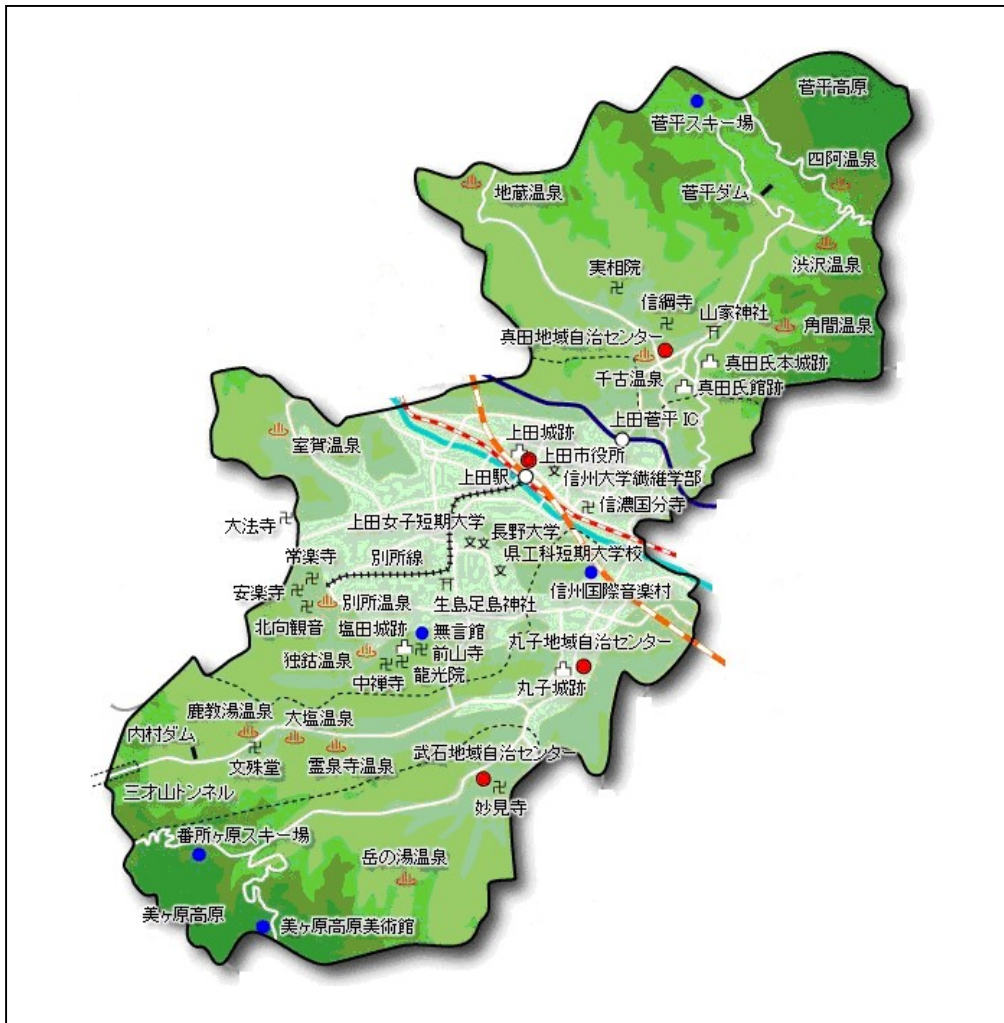 菅平高原
菅平スキー場
四阿温泉
地蔵温泉
菅平ダム
渋沢温泉
実相院
信綱寺
山家神社
角間温泉
真田地域自治センター
真田氏本城跡
千古温泉
真田氏館跡
上田菅平 IC
室賀温泉
上田城跡
上田市役所
上田駅
信州大学繊維学部
信濃国分寺
大法寺
上田女子短期大学
長野大学
県工科短期大学校
常楽寺
別所線
安楽寺
別所温泉
生島足島神社
信州国際音楽村
北向観音
塩田城跡
無言館
独鈷温泉
前山寺
丸子地域自治センター
中禅寺
龍光院
丸子城跡
鹿教湯温泉
大塩温泉
内村ダム
文殊堂
霊泉寺温泉
武石地域自治センター
三才山トンネル
妙見寺
番所ヶ原スキー場
岳の湯温泉
美ヶ原高原
美ヶ原高原美術館